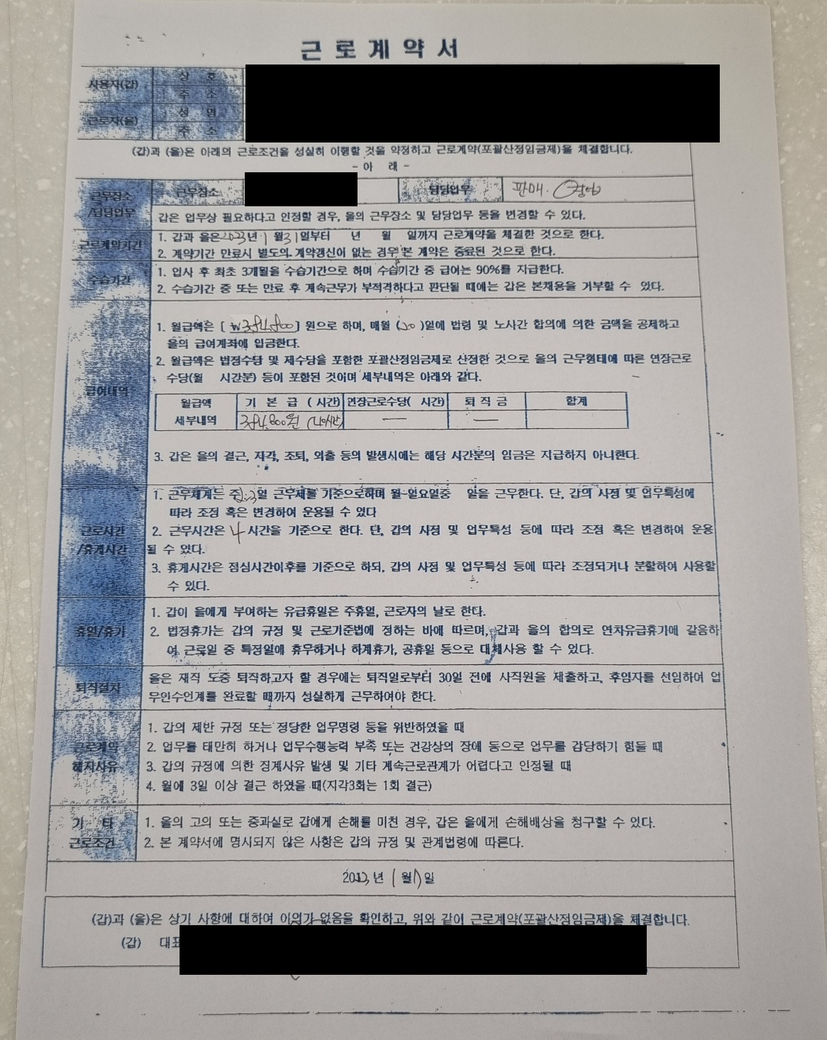 근로계약서
사용자(갑) 상 호
주 소
근로자(을) 성 명
주 소
(갑)과 (을)은 아래의 근로조건을 성실히 이행할 것을 약정하고 근로계약(포괄산정임금제)을 체결합니다.
- 아 래 -
근무장소/담당업무 근무장소 담당업무 판매.
갑은 업무상 필요하다고 인정할 경우, 을의 근무장소 및 담당업무 등을 변경할 수 있다.
근로계약기간
1. 갑과 을은 2023년 1월 31일부터 년 월 일까지 근로계약을 체결한 것으로 한다.
2. 계약기간 만료시 별도의 계약갱신이 없는 경우 본 계약은 종료된 것으로 한다.
수습기간
1. 입사 후 최초 3개월을 수습기간으로 하며 수습기간 중 급여는 90%를 지급한다.
2. 수습기간 중 또는 만료 후 계속근무가 부적격하다고 판단될 때에는 갑은 본채용을 거부할 수 있다.
급여내역
1. 월급액은 [ ] 원으로 하며, 매월 ( )일에 법령 및 노사간 합의에 의한 금액을 공제하고
을의 급여계좌에 입금한다.
2. 월급액은 법정수당 및 제수당을 포함한 포괄산정임금제로 산정한 것으로 을의 근무형태에 따른 연장근로
수당(월 시간분) 등이 포함된 것이며 세부내역은 아래와 같다.
월급액 기 본 급 ( 시간) 연장근로수당( 시간) 퇴 직 금 합계
세부내역 — —
3. 갑은 을의 결근, 지각, 조퇴, 외출 등의 발생시에는 해당 시간분의 임금은 지급하지 아니한다.
근로시간/휴게시간
1. 근무체계는 주 일 근무제를 기준으로하며 월~일요일중 일을 근무한다. 단, 갑의 사정 및 업무특성에
따라 조정 혹은 변경하여 운용될 수 있다
2. 근무시간은 4시간을 기준으로 한다. 단, 갑의 사정 및 업무특성 등에 따라 조정 혹은 변경하여 운용
될 수 있다.
3. 휴게시간은 점심시간이후를 기준으로 하되, 갑의 사정 및 업무특성 등에 따라 조정되거나 분할하여 사용할
수 있다.
휴일/휴가
1. 갑이 을에게 부여하는 유급휴일은 주휴일, 근로자의 날로 한다.
2. 법정휴가는 갑의 규정 및 근로기준법에 정하는 바에 따르며, 갑과 을의 합의로 연차유급휴가에 갈음하
여 근로일 중 특정일에 휴무하거나 하계휴가, 공휴일 등으로 대체사용 할 수 있다.
퇴직절차
을은 재직 도중 퇴직하고자 할 경우에는 퇴직일로부터 30일 전에 사직원을 제출하고, 후임자를 선임하여 업
무인수인계를 완료할 때까지 성실하게 근무하여야 한다.
근로계약 해지사유
1. 갑의 제반 규정 또는 정당한 업무명령 등을 위반하였을 때
2. 업무를 태만히 하거나 업무수행능력 부족 또는 건강상의 장애 등으로 업무를 감당하기 힘들 때
3. 갑의 규정에 의한 징계사유 발생 및 기타 계속근로관계가 어렵다고 인정될 때
4. 월에 3일 이상 결근 하였을 때(지각3회는 1회 결근)
기 타 근로조건
1. 을의 고의 또는 중과실로 갑에게 손해를 미친 경우, 갑은 을에게 손해배상을 청구할 수 있다.
2. 본 계약서에 명시되지 않은 사항은 갑의 규정 및 관계법령에 따른다.
년 1월 일
(갑)과 (을)은 상기 사항에 대하여 이의가 없음을 확인하고, 위와 같이 근로계약(포괄산정임금제)을 체결합니다.
(갑) 대표